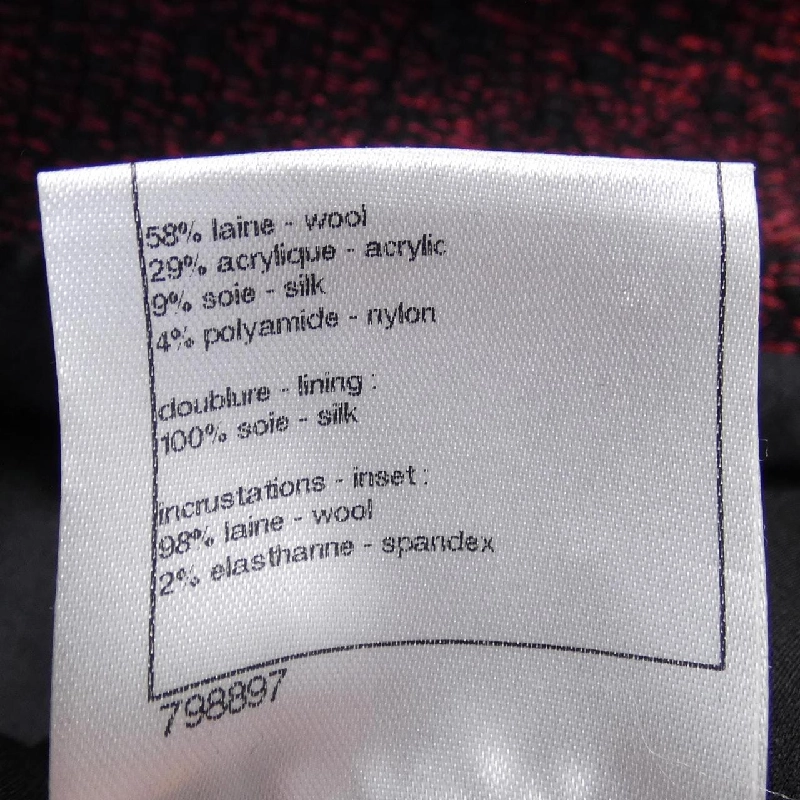 58% laine - wool
29% acrylique - acrylic
9% soie - silk
4% polyamide - nylon
doublure - lining :
100% soie - silk
incrustations - inset :
98% laine - wool
2% elasthanne - spandex
798897